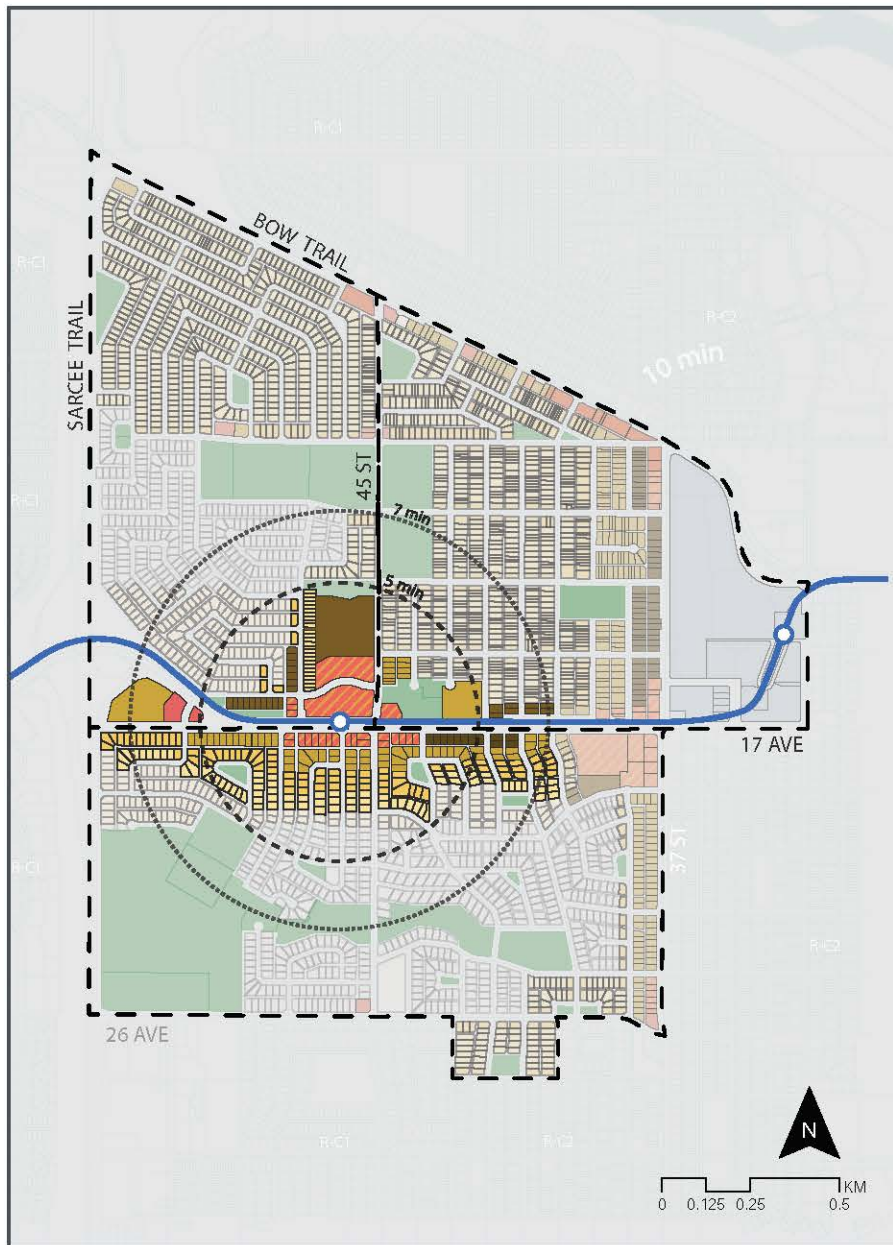 R-C1
BOW TRAIL
R-C1
R-C2
SARCEE TRAIL
10 min
45 ST
R-C1
7 min
5 min
17 AVE
37 ST
R-C1
R-C2
26 AVE
R-C1
R-C2
N
KM
0 0.125 0.25 0.5